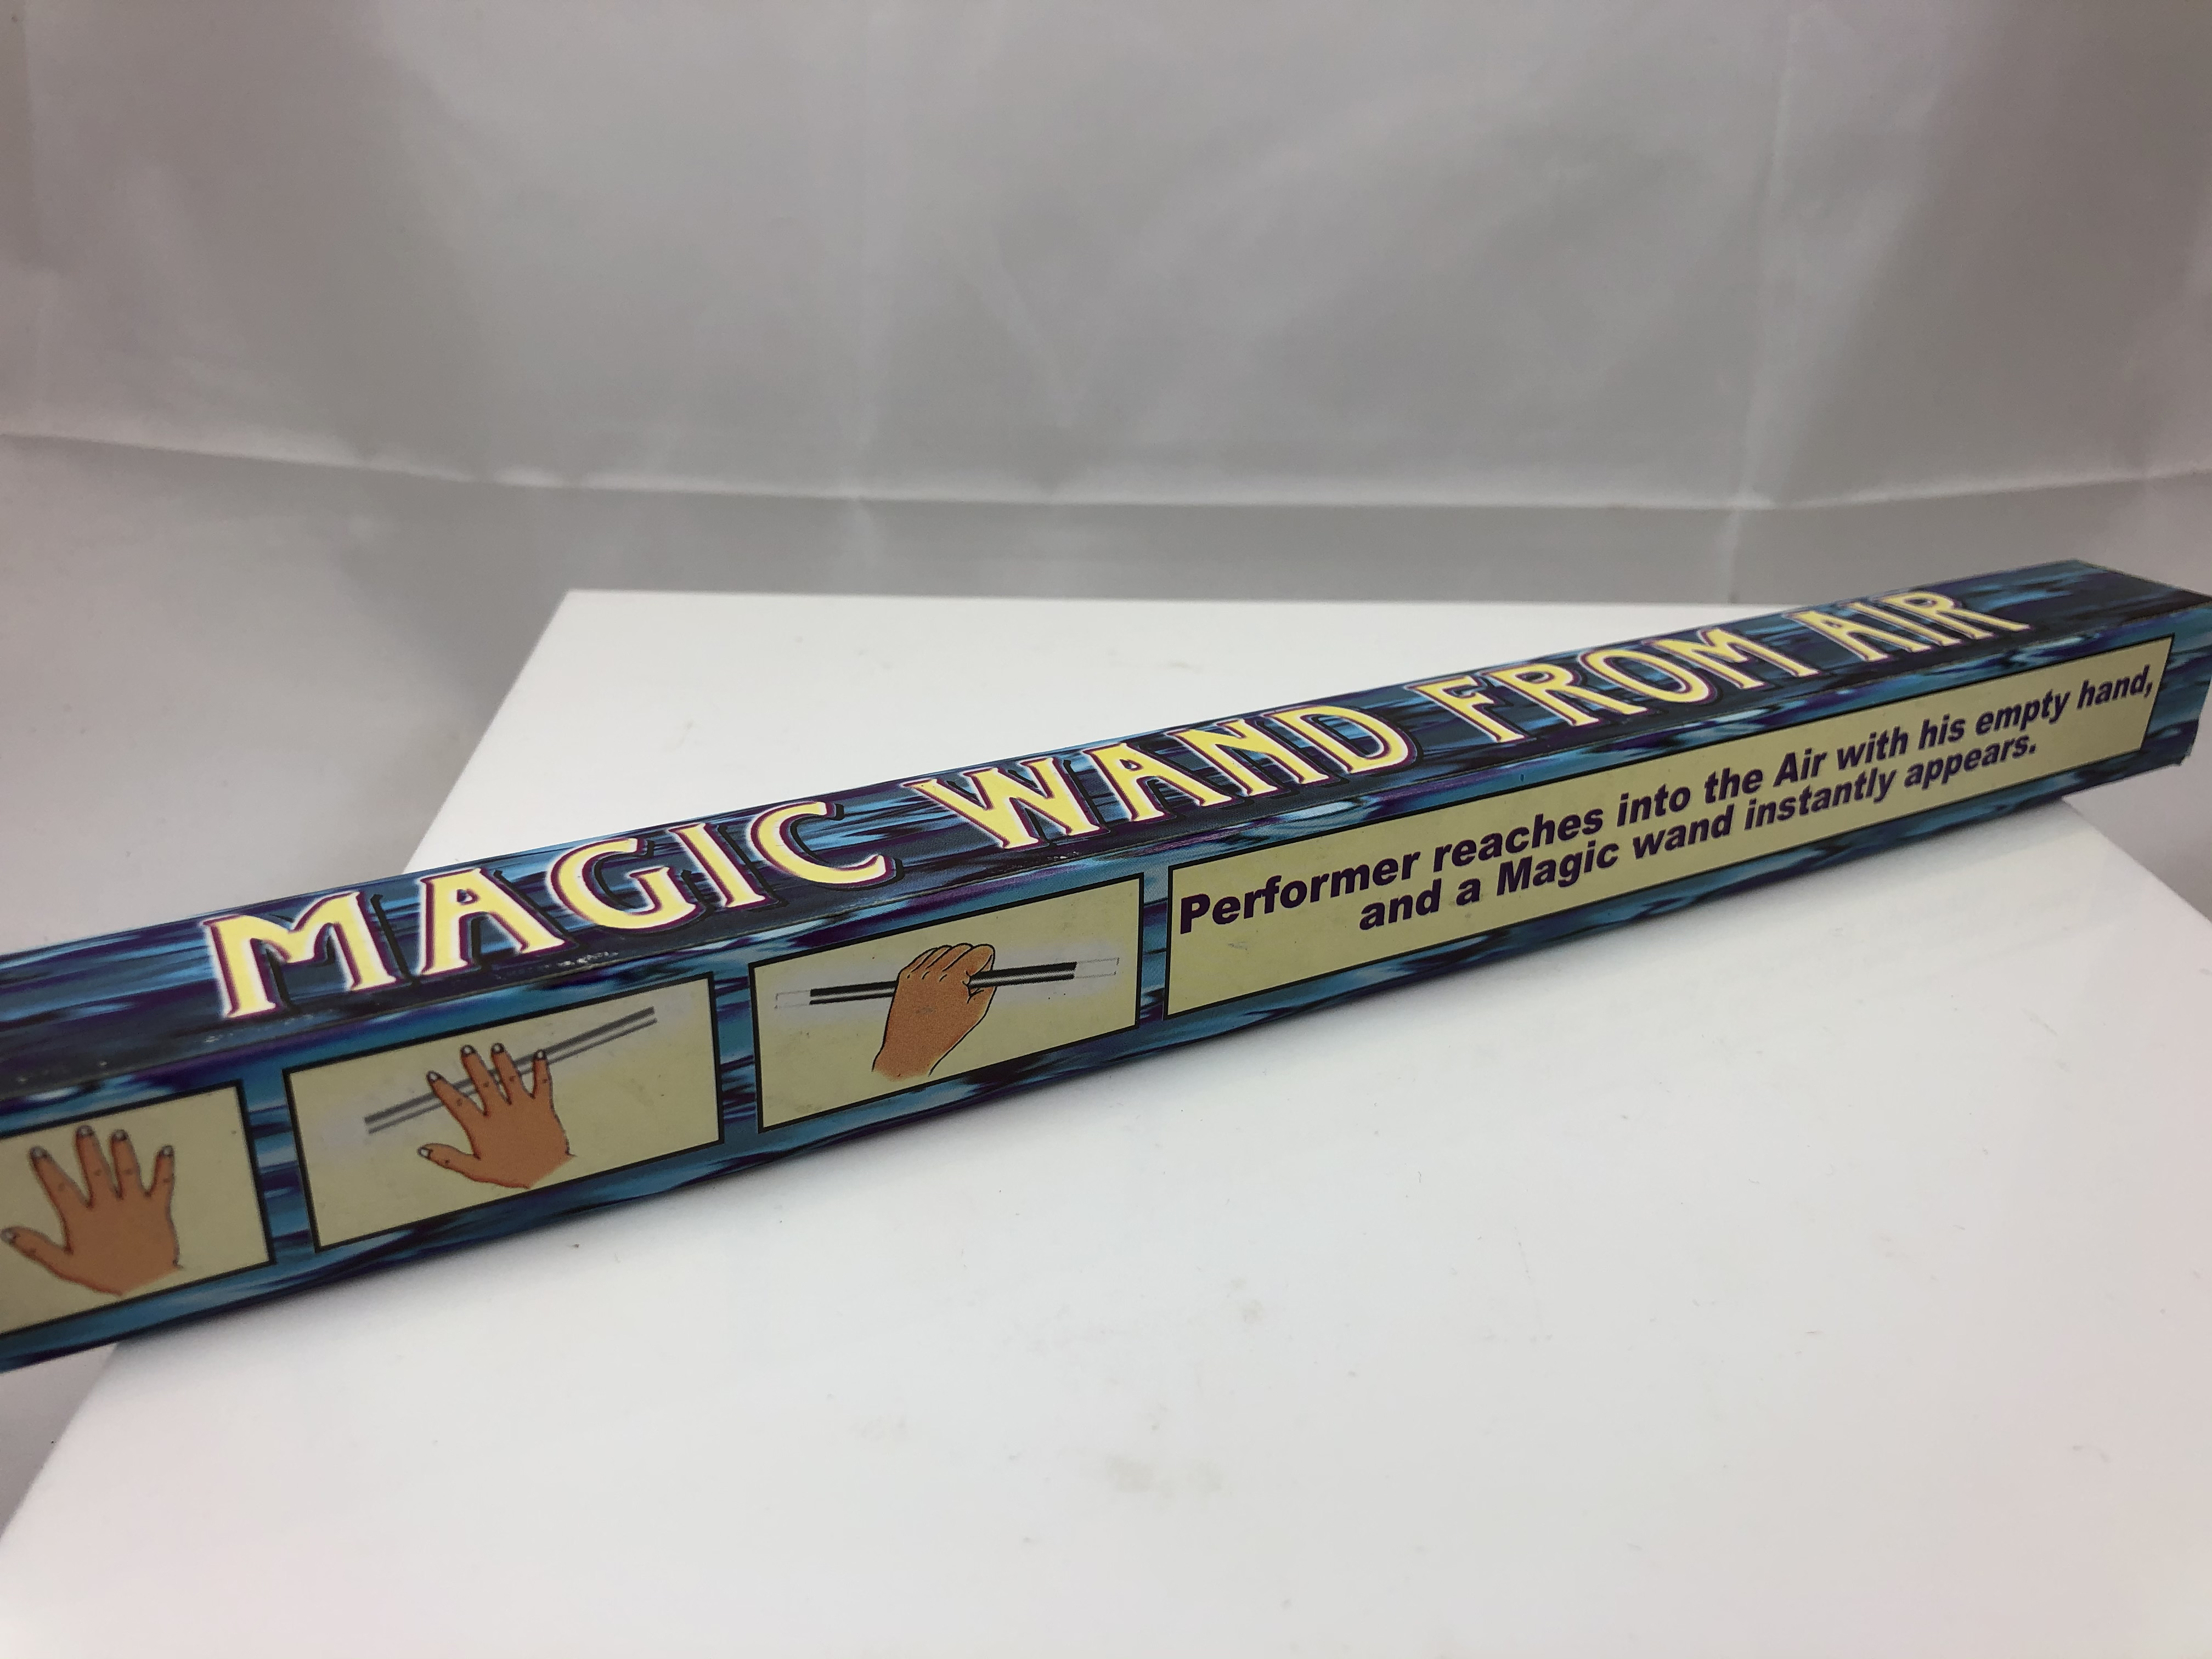 MAGIC WAND FROM AIR
Performer reaches into the Air with his empty hand,
and a Magic wand instantly appears.